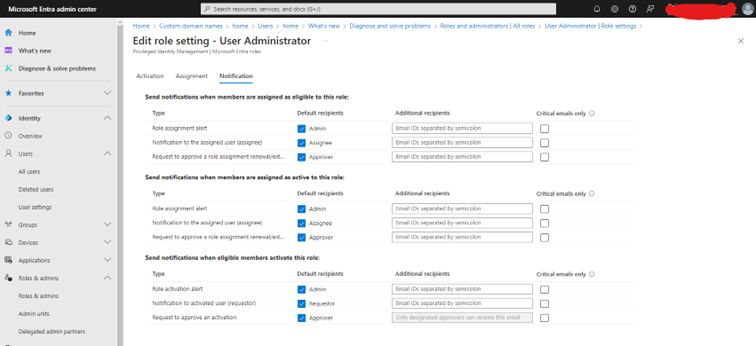 Microsoft Entra admin center
Search resources, services, and docs (G+/)
Home > Custom domain names > home > Users > home > What's new > Diagnose and solve problems > Roles and administrators | All roles > User Administrator | Role settings >
Edit role setting - User Administrator ...
Privileged Identity Management | Microsoft Entra roles
Home
What's new
Diagnose & solve problems
Favorites
Identity
Overview
Users
All users
Deleted users
User settings
Groups
Devices
Applications
Roles & admins
Roles & admins
Admin units
Delegated admin partners
Activation Assignment Notification
Send notifications when members are assigned as eligible to this role:
Type Default recipients Additional recipients Critical emails only
Role assignment alert Admin Email IDs separated by semicolon
Notification to the assigned user (assignee) Assignee Email IDs separated by semicolon
Request to approve a role assignment renewal/ext... Approver Email IDs separated by semicolon
Send notifications when members are assigned as active to this role:
Type Default recipients Additional recipients Critical emails only
Role assignment alert Admin Email IDs separated by semicolon
Notification to the assigned user (assignee) Assignee Email IDs separated by semicolon
Request to approve a role assignment renewal/ext... Approver Email IDs separated by semicolon
Send notifications when eligible members activate this role:
Type Default recipients Additional recipients Critical emails only
Role activation alert Admin Email IDs separated by semicolon
Notification to activated user (requestor) Requestor Email IDs separated by semicolon
Request to approve an activation Approver Only designated approvers can receive this email